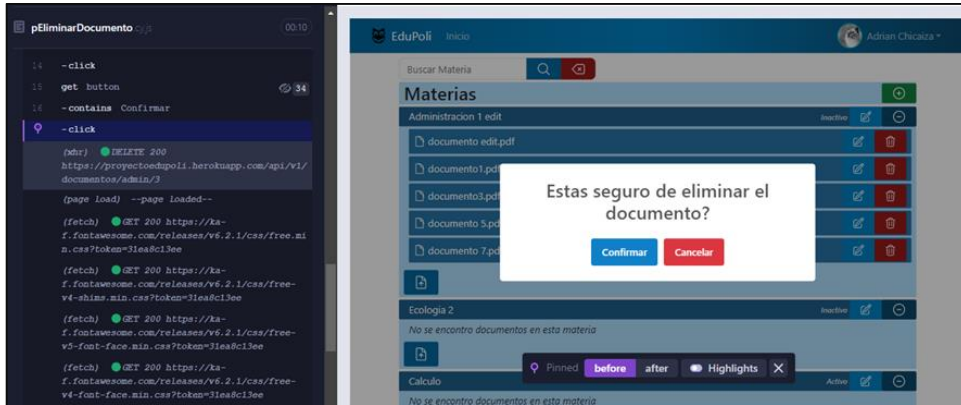 pEliminarDocumento cy.js 00:10
14 -click
15 get button 34
16 -contains Confirmar
-click
(xhr) DELETE 200
https://proyectoedupoli.herokuapp.com/api/v1/
documentos/admin/3
(page load) --page loaded--
(fetch) GET 200 https://ka-
f.fontawesome.com/releases/v6.2.1/css/free.mi
n.css?token=31ea8c13ee
(fetch) GET 200 https://ka-
f.fontawesome.com/releases/v6.2.1/css/free-
v4-shims.min.css?token=31ea8c13ee
(fetch) GET 200 https://ka-
f.fontawesome.com/releases/v6.2.1/css/free-
v5-font-face.min.css?token=31ea8c13ee
(fetch) GET 200 https://ka-
f.fontawesome.com/releases/v6.2.1/css/free-
v4-font-face.min.css?token=31ea8c13ee
EduPoli Inicio Adrian Chicaiza
Buscar Materia
Materias
Administracion 1 edit Inactivo
documento edit.pdf
documento1.pdf
documento3.pdf
documento 5.pd
documento 7.pd
Estas seguro de eliminar el
documento?
Confirmar Cancelar
Ecologia 2 Inactivo
No se encontro documentos en esta materia
Pinned before after Highlights
Calculo Activo
No se encontro documentos en esta materia